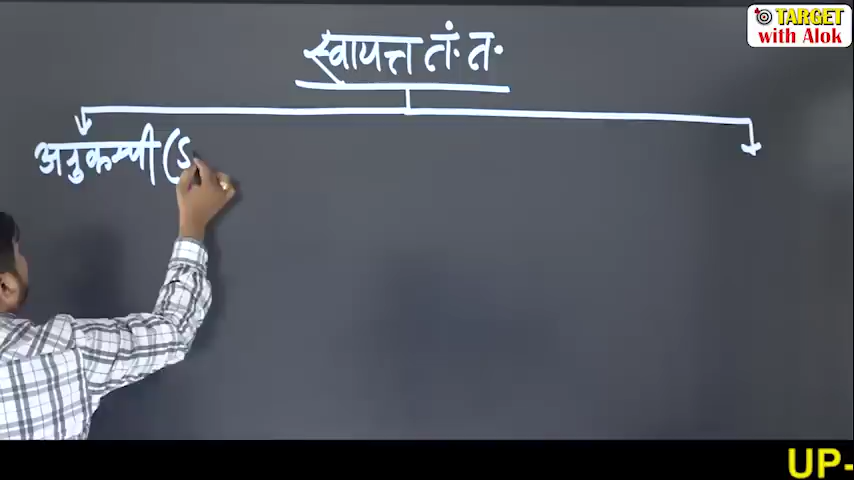 TARGET
with Alok
स्वायत्त तं॰ त॰
अनुकम्पी (S
UP-